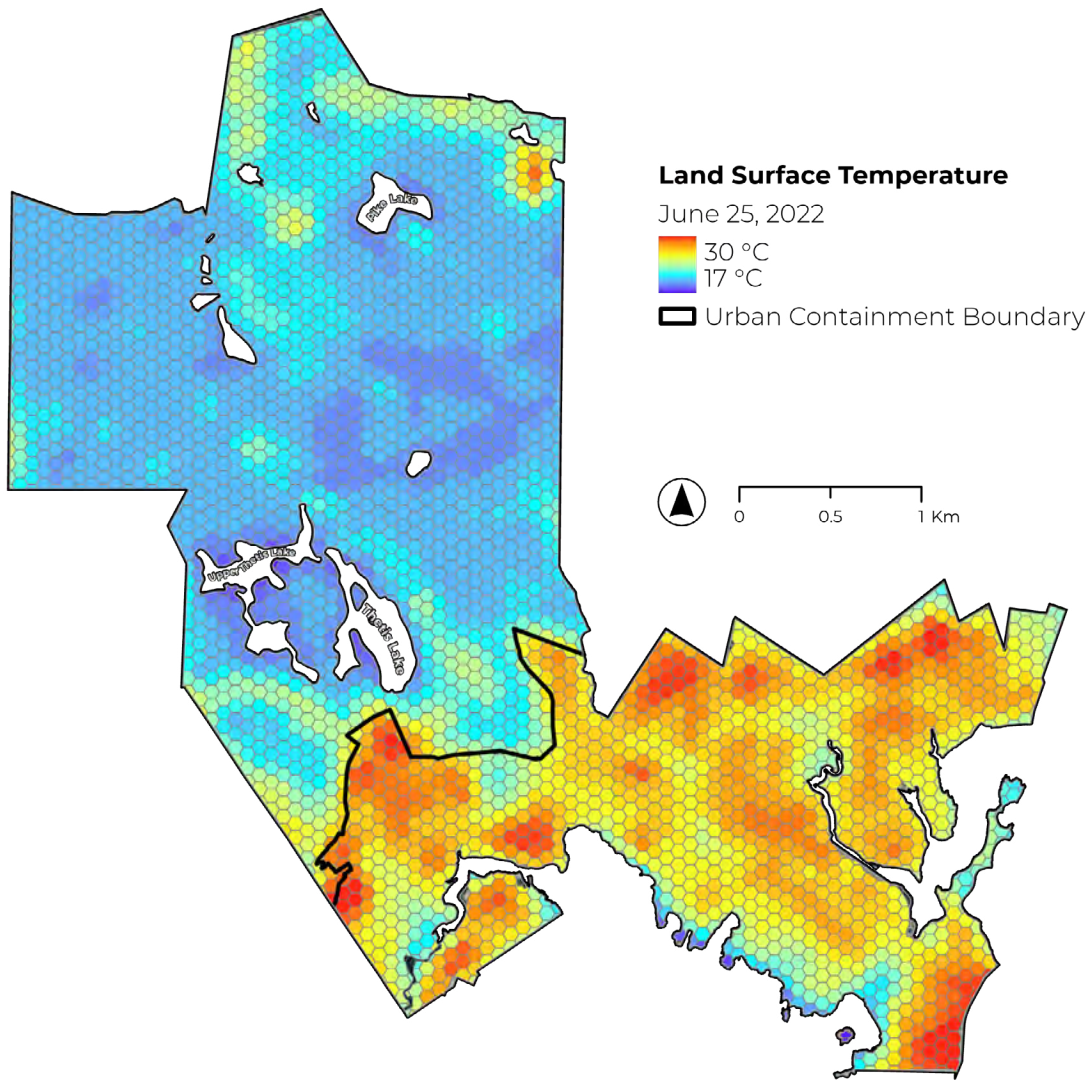 Land Surface Temperature
June 25, 2022
30 °C
17 °C
Urban Containment Boundary
Pike Lake
0 0.5 1 Km
Upper Thetis Lake
Thetis Lake